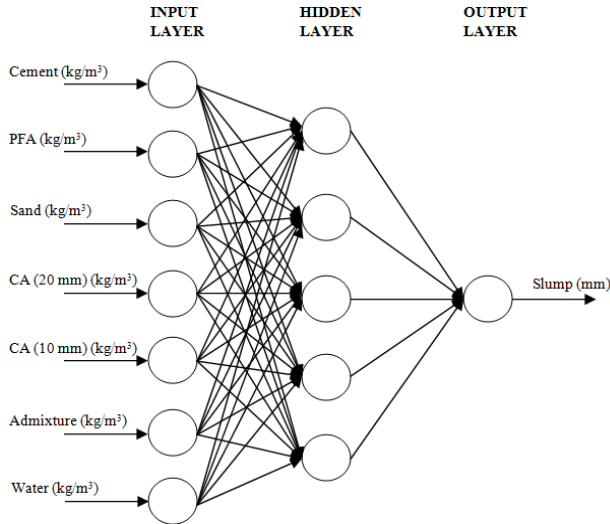 INPUT
LAYER
HIDDEN
LAYER
OUTPUT
LAYER
Cement (kg/m³)
PFA (kg/m³)
Sand (kg/m³)
CA (20 mm) (kg/m³)
CA (10 mm) (kg/m³)
Admixture (kg/m³)
Water (kg/m³)
Slump (mm)